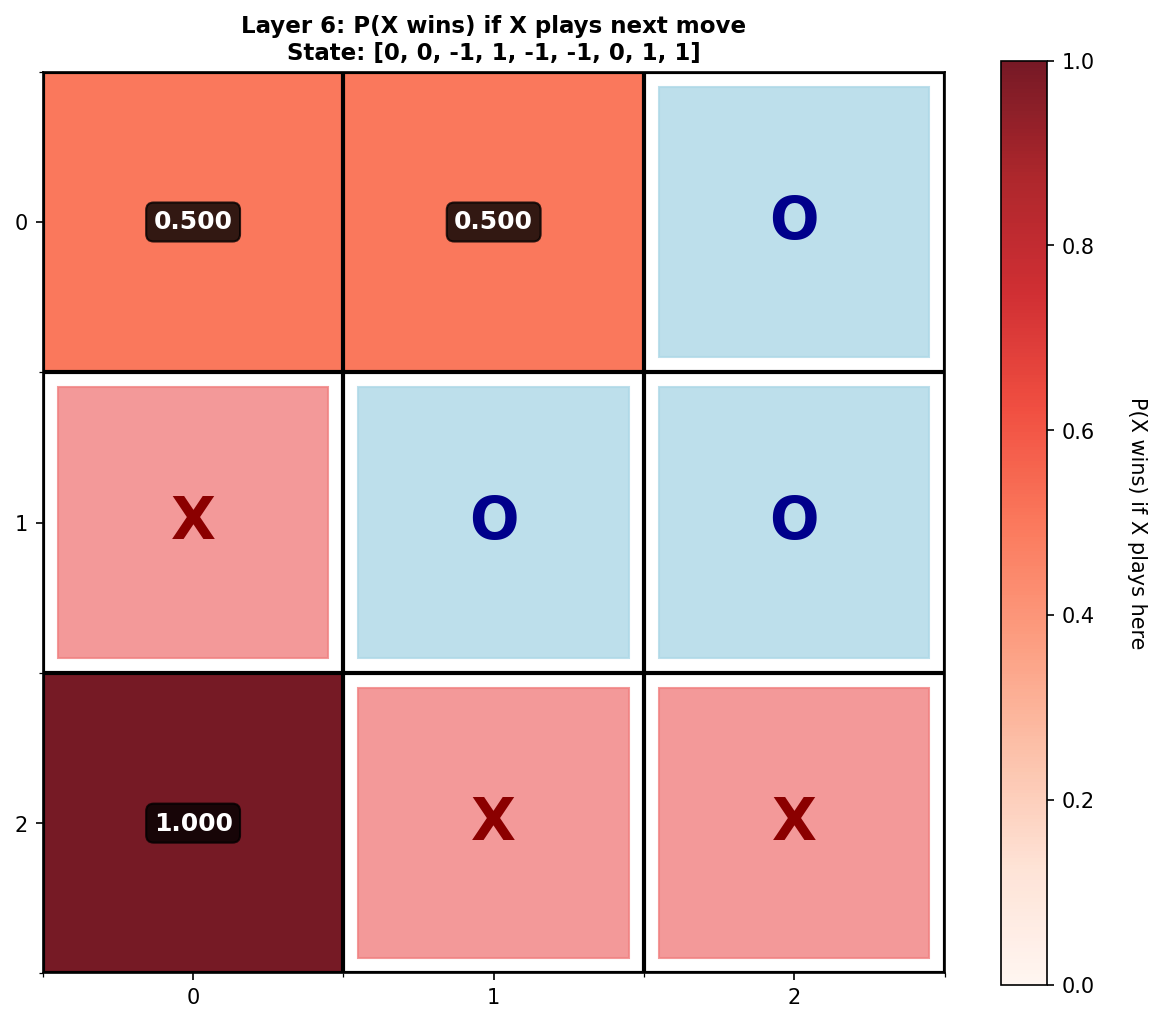 Layer 6: P(X wins) if X plays next move
State: [0, 0, -1, 1, -1, -1, 0, 1, 1]
0.500
0.500
O
X
O
O
1.000
X
X
0
1
2
0
1
2
1.0
0.8
0.6
0.4
0.2
0.0
P(X wins) if X plays here